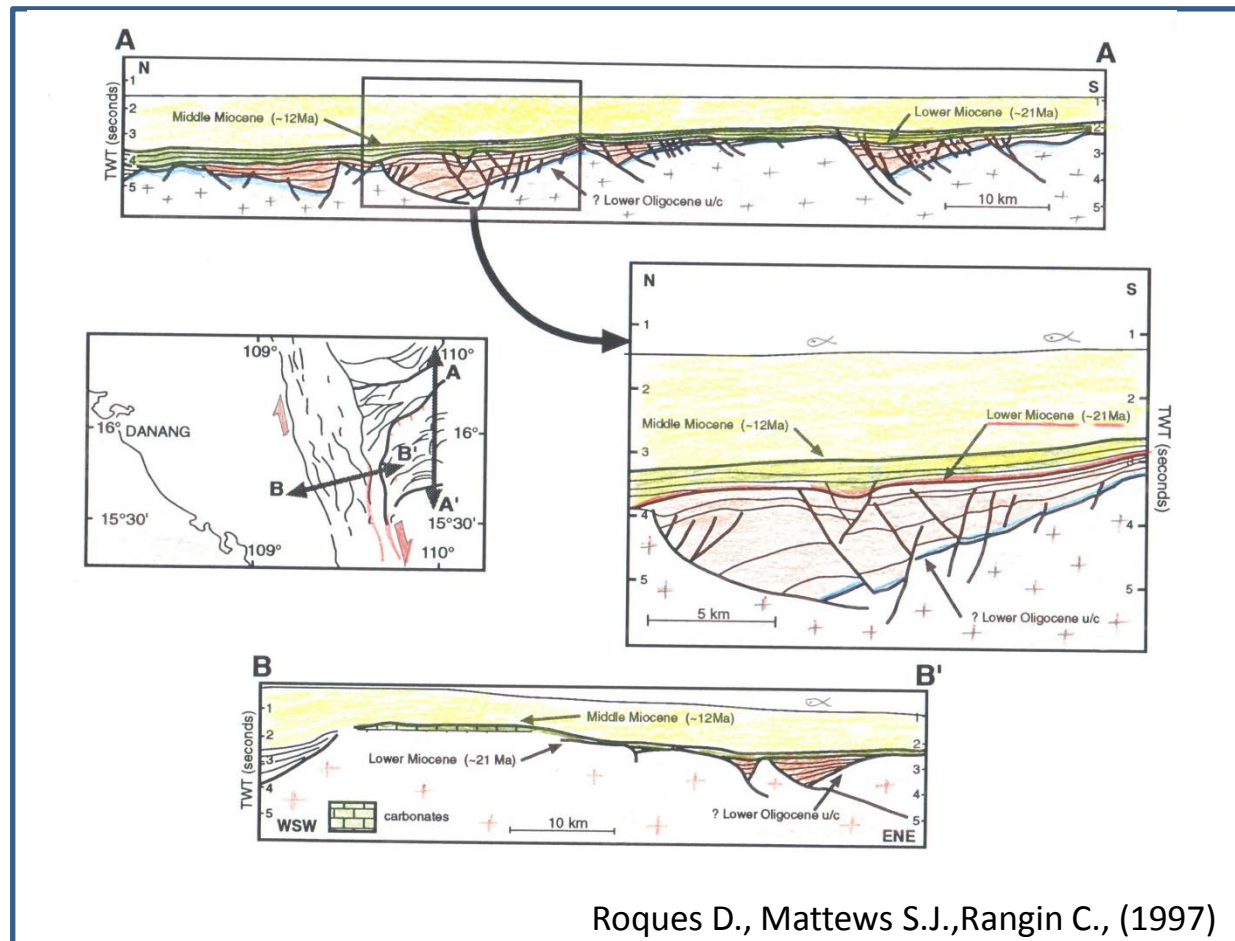 A
A
N
S
TWT (seconds)
1
2
3
4
5
1
2
3
4
5
Middle Miocene (~12Ma)
Lower Miocene (~21Ma)
? Lower Oligocene u/c
10 km
109°
110°
A
16°
DANANG
16°
B'
B
A'
15°30'
15°30'
109°
110°
N
S
1
2
3
4
5
1
2
4
5
TWT (seconds)
Middle Miocene (~12Ma)
Lower Miocene (~21Ma)
5 km
? Lower Oligocene u/c
B
B'
TWT (seconds)
1
2
3
4
5
1
2
3
4
5
Middle Miocene (~12Ma)
Lower Miocene (~21 Ma)
? Lower Oligocene u/c
carbonates
WSW
10 km
ENE
Roques D., Mattews S.J.,Rangin C., (1997)